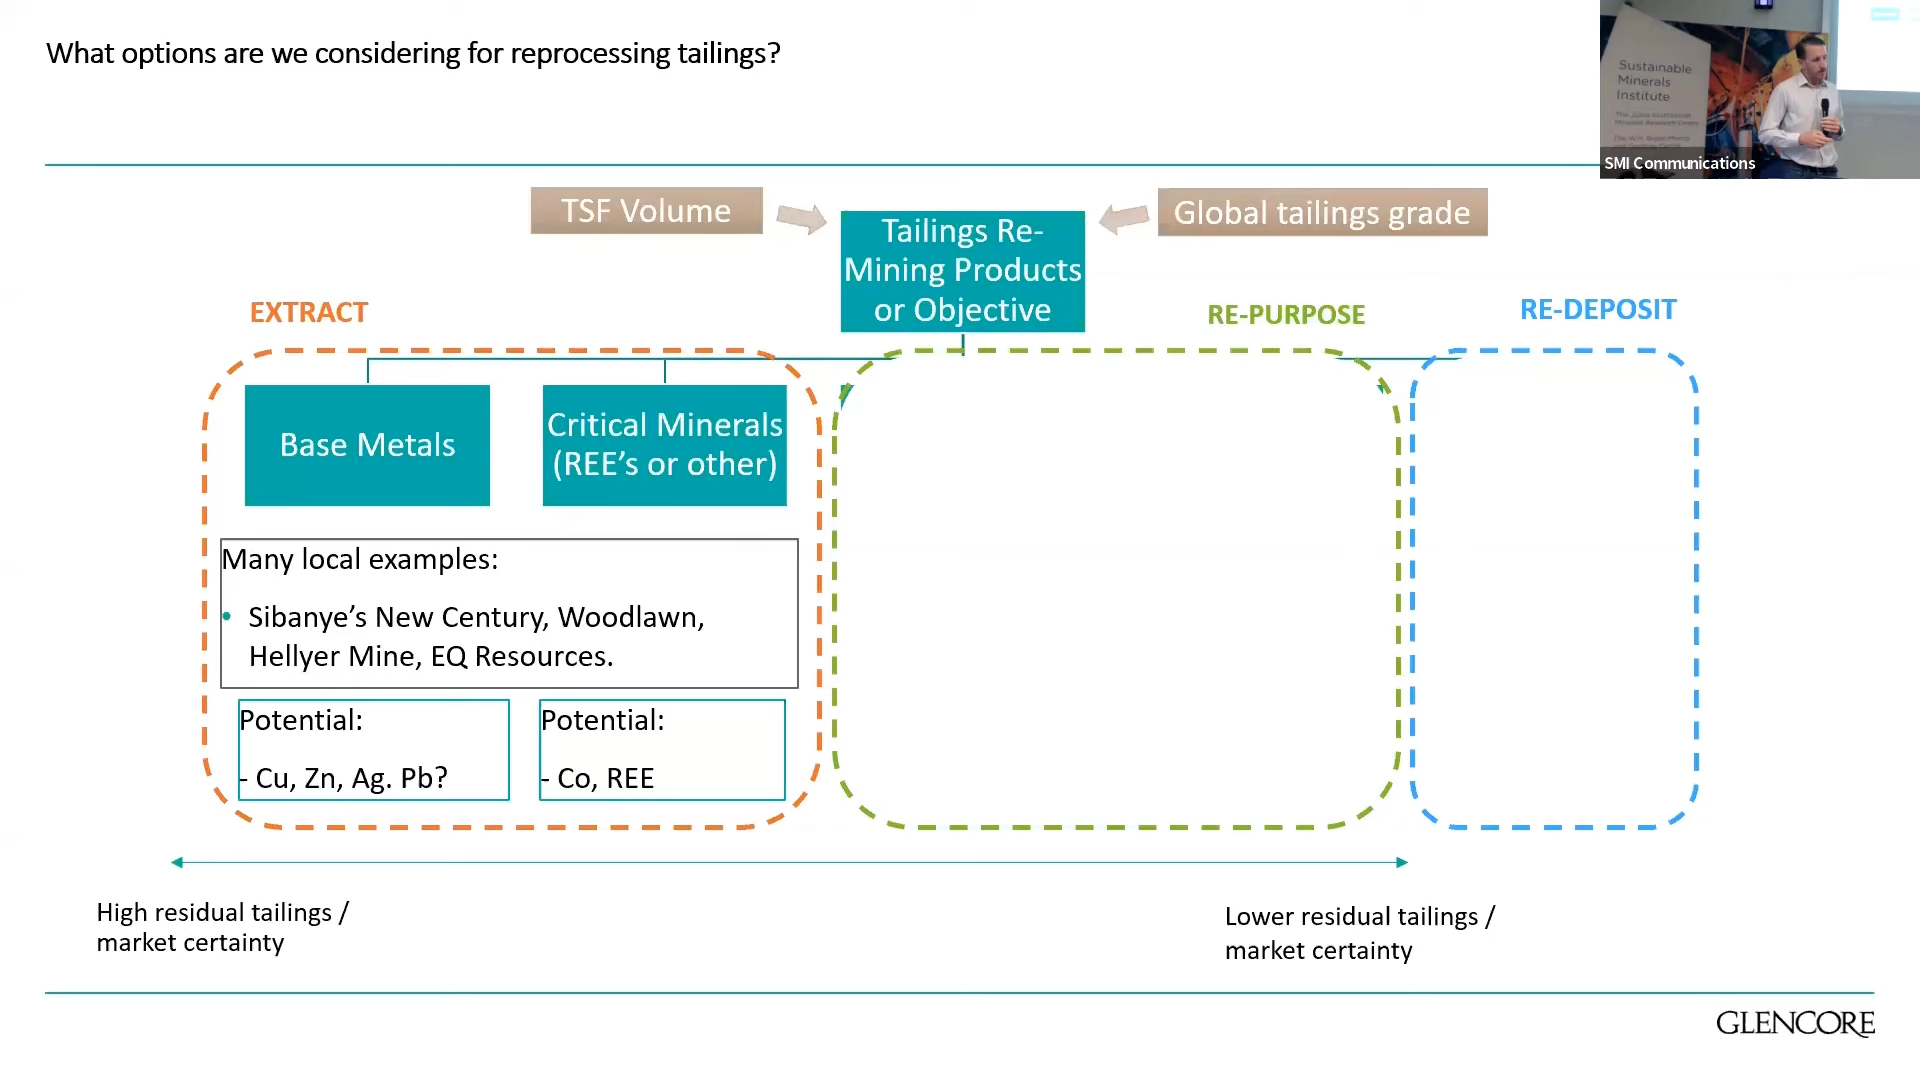 What options are we considering for reprocessing tailings?
Sustainable
Minerals
Institute
SMI Communications
TSF Volume
Tailings Re-
Mining Products
or Objective
Global tailings grade
EXTRACT
RE-PURPOSE
RE-DEPOSIT
Base Metals
Critical Minerals
(REE’s or other)
Many local examples:
• Sibanye’s New Century, Woodlawn,
Hellyer Mine, EQ Resources.
Potential:
- Cu, Zn, Ag. Pb?
Potential:
- Co, REE
High residual tailings /
market certainty
Lower residual tailings /
market certainty
GLENCORE